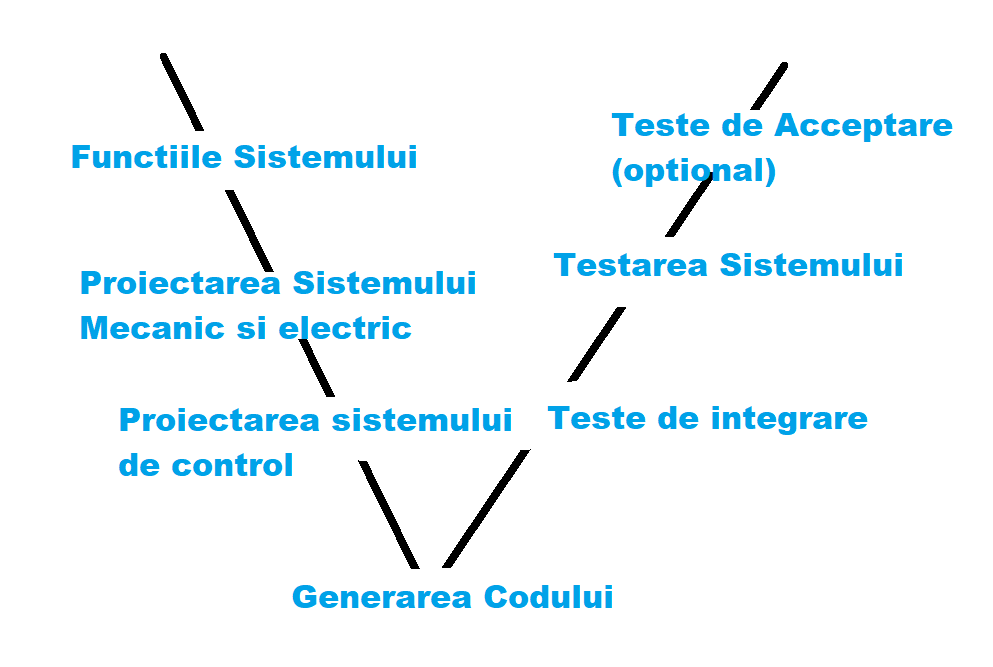 Functiile Sistemului
Proiectarea Sistemului
Mecanic si electric
Proiectarea sistemului
de control
Generarea Codului
Teste de integrare
Testarea Sistemului
Teste de Acceptare
(optional)